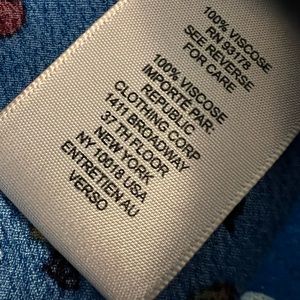 100% VISCOSE
RN 93178
SEE REVERSE
FOR CARE
100% VISCOSE
IMPORTÉ PAR:
REPUBLIC
CLOTHING CORP
1411 BROADWAY
37 TH FLOOR
NEW YORK
NY 10018 USA
ENTRETIEN AU
VERSO